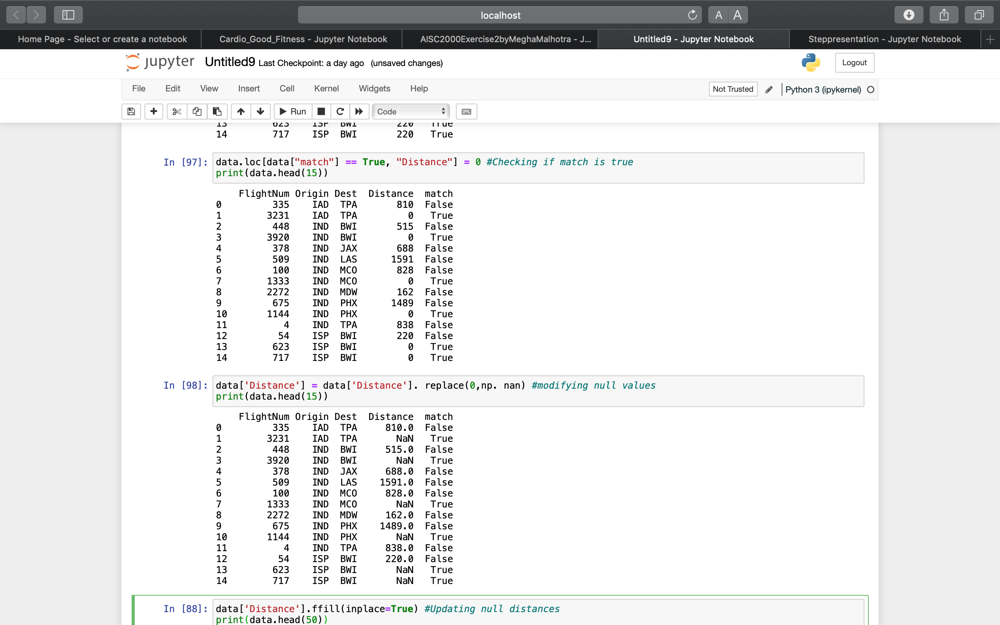 localhost
A A
Home Page - Select or create a notebook
Cardio_Good_Fitness - Jupyter Notebook
AISC2000Exercise2byMeghaMalhotra - J...
Untitled9 - Jupyter Notebook
Steppresentation - Jupyter Notebook
jupyter Untitled9 Last Checkpoint: a day ago (unsaved changes)
Logout
File Edit View Insert Cell Kernel Widgets Help
Not Trusted
Python 3 (ipykernel)
Run
Code
13 623 ISP BWI 220 True
14 717 ISP BWI 220 True
In [97]: data.loc[data["match"] == True, "Distance"] = 0 #Checking if match is true
print(data.head(15))
FlightNum Origin Dest Distance match
0 335 IAD TPA 810 False
1 3231 IAD TPA 0 True
2 448 IND BWI 515 False
3 3920 IND BWI 0 True
4 378 IND JAX 688 False
5 509 IND LAS 1591 False
6 100 IND MCO 828 False
7 1333 IND MCO 0 True
8 2272 IND MDW 162 False
9 675 IND PHX 1489 False
10 1144 IND PHX 0 True
11 4 IND TPA 838 False
12 54 ISP BWI 220 False
13 623 ISP BWI 0 True
14 717 ISP BWI 0 True
In [98]: data['Distance'] = data['Distance']. replace(0,np. nan) #modifying null values
print(data.head(15))
FlightNum Origin Dest Distance match
0 335 IAD TPA 810.0 False
1 3231 IAD TPA NaN True
2 448 IND BWI 515.0 False
3 3920 IND BWI NaN True
4 378 IND JAX 688.0 False
5 509 IND LAS 1591.0 False
6 100 IND MCO 828.0 False
7 1333 IND MCO NaN True
8 2272 IND MDW 162.0 False
9 675 IND PHX 1489.0 False
10 1144 IND PHX NaN True
11 4 IND TPA 838.0 False
12 54 ISP BWI 220.0 False
13 623 ISP BWI NaN True
14 717 ISP BWI NaN True
In [88]: data['Distance'].ffill(inplace=True) #Updating null distances
print(data.head(50))